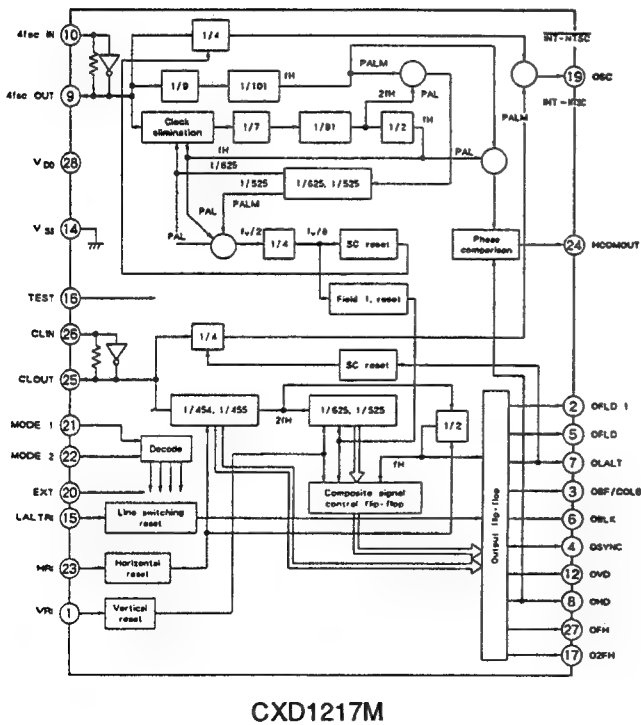 4fsc IN 10
4fsc OUT 9
VDD 28
VSS 14
TEST 16
CLIN 26
CLOUT 25
MODE 1 21
MODE 2 22
EXT 20
LALTRI 15
HRI 23
VRI 1
1/4
1/9
1/101
fH
PALM
PAL
2fH
Clock elimination
1/7
1/91
1/2
fH
fH
1/625
1/525
1/625, 1/525
PAL
PALM
PAL
PAL
fv/2
1/4
fv/8
SC reset
Field 1, reset
Phase comparison
PALM
INT-NTSC
19 OSC
INT-NTSC
24 HCOMOUT
1/4
SC reset
1/454, 1/455
2fH
1/625, 1/525
1/2
fH
Decode
Line switching reset
Composite signal control flip-flop
Horizontal reset
Vertical reset
Output flip-flop
2 OFLD 1
5 OFLD
7 OLALT
3 OBF/COLB
6 OBLK
4 OSYNC
12 OVD
8 OHD
27 OFH
17 O2FH
CXD1217M